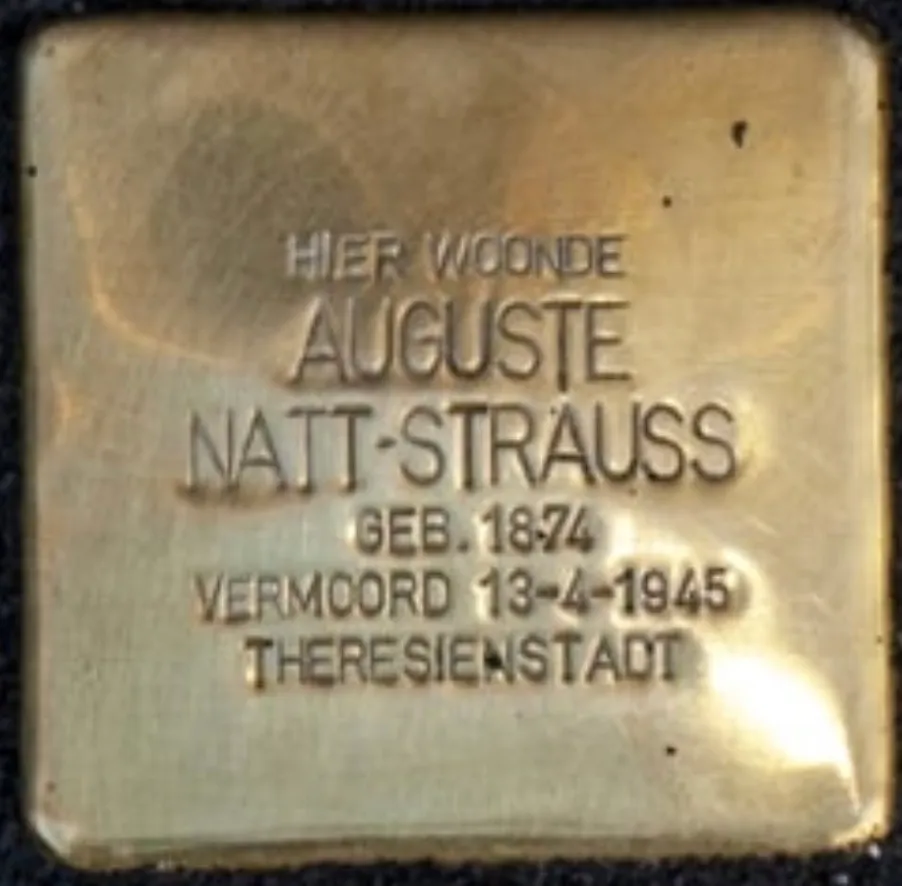 HIER WOONDE
AUGUSTE
NATT-STRAUSS
GEB. 1874
VERMOORD 13-4-1945
THERESIENSTADT